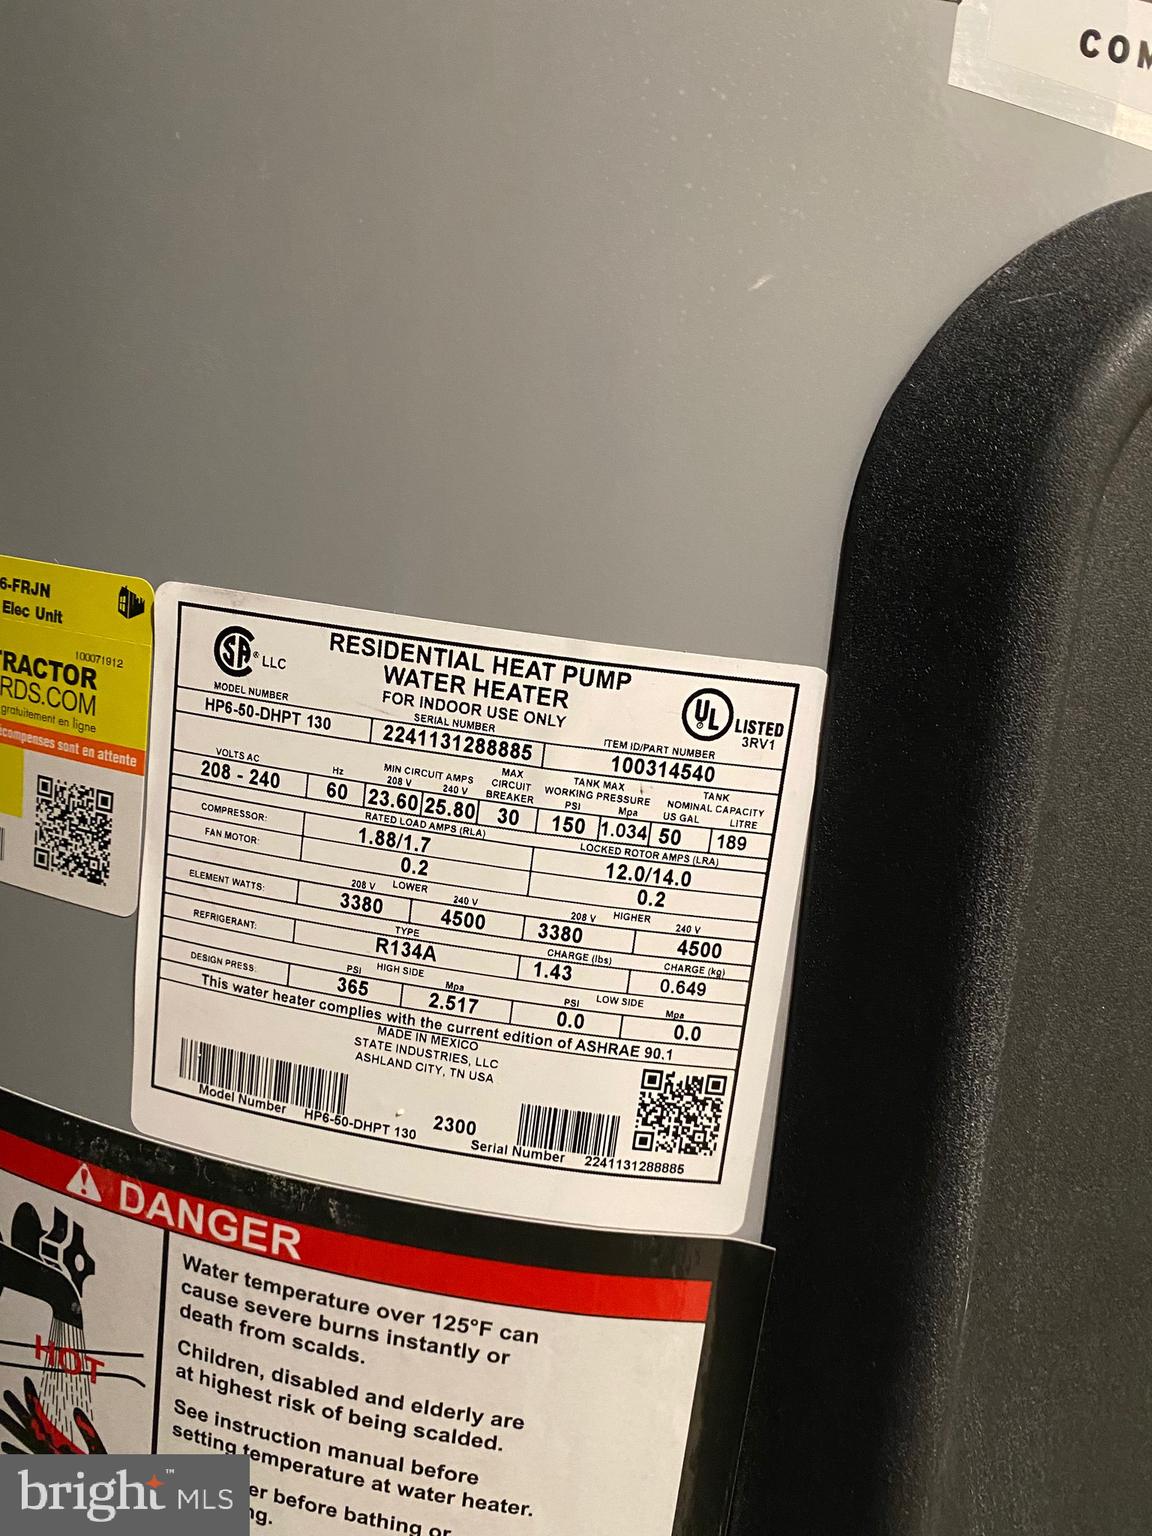 COM
6-FRJN
Elec Unit
100071912
RACTOR
RDS.COM
gratuitement en ligne
compenses sont en attente
SA ® LLC
RESIDENTIAL HEAT PUMP
WATER HEATER
FOR INDOOR USE ONLY
UL ® LISTED
3RV1
MODEL NUMBER SERIAL NUMBER ITEM ID/PART NUMBER
HP6-50-DHPT 130 2241131288885 100314540
VOLTS AC Hz MIN CIRCUIT AMPS MAX CIRCUIT BREAKER TANK MAX WORKING PRESSURE TANK NOMINAL CAPACITY
208 V 240 V PSI Mpa US GAL LITRE
208 - 240 60 23.60 25.80 30 150 1.034 50 189
RATED LOAD AMPS (RLA) LOCKED ROTOR AMPS (LRA)
COMPRESSOR: 1.88/1.7 12.0/14.0
FAN MOTOR: 0.2 0.2
LOWER HIGHER
208 V 240 V 208 V 240 V
ELEMENT WATTS: 3380 4500 3380 4500
TYPE CHARGE (lbs) CHARGE (kg)
REFRIGERANT: R134A 1.43 0.649
HIGH SIDE LOW SIDE
PSI Mpa PSI Mpa
DESIGN PRESS: 365 2.517 0.0 0.0
This water heater complies with the current edition of ASHRAE 90.1
MADE IN MEXICO
STATE INDUSTRIES, LLC
ASHLAND CITY, TN USA
Model Number HP6-50-DHPT 130 2300 Serial Number 2241131288885
DANGER
HOT
Water temperature over 125°F can
cause severe burns instantly or
death from scalds.
Children, disabled and elderly are
at highest risk of being scalded.
See instruction manual before
setting temperature at water heater.
er before bathing or
ng.
bright™ MLS